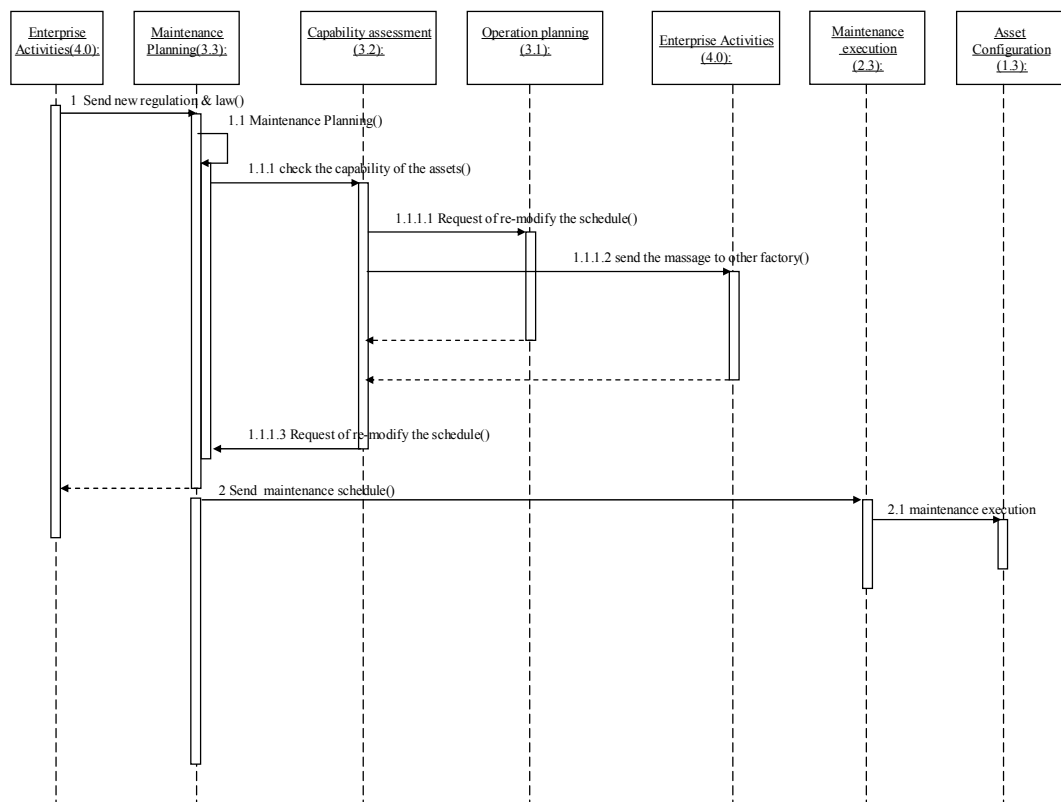 Enterprise
Activities(4.0):
Maintenance
Planning(3.3):
Capability assessment
(3.2):
Operation planning
(3.1):
Enterprise Activities
(4.0):
Maintenance
execution
(2.3):
Asset
Configuration
(1.3):
1 Send new regulation & law()
1.1 Maintenance Planning()
1.1.1 check the capability of the assets()
1.1.1.1 Request of re-modify the schedule()
1.1.1.2 send the massage to other factory()
1.1.1.3 Request of re-modify the schedule()
2 Send maintenance schedule()
2.1 maintenance execution